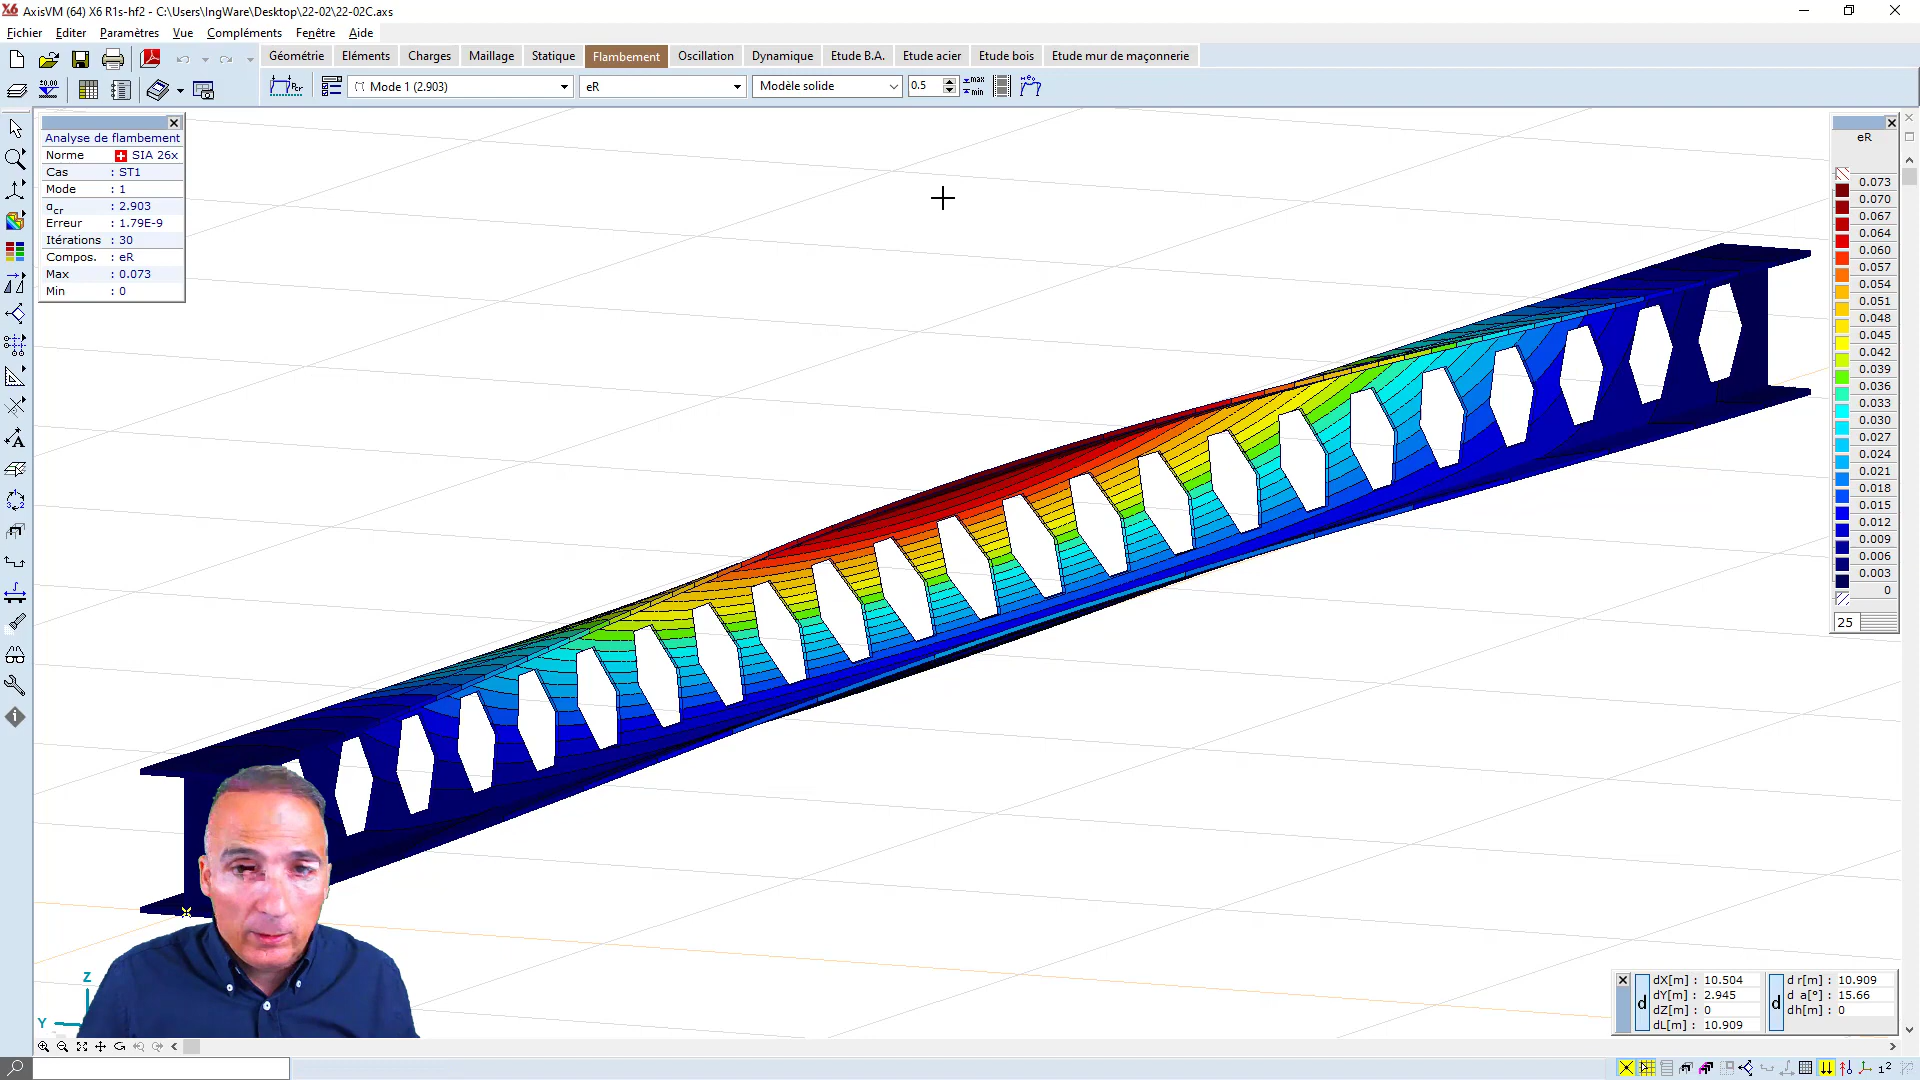 AxisVM (64) X6 R1s-hf2 - C:\Users\IngWare\Desktop\22-02\22-02C.axs
Fichier Editer Paramètres Vue Compléments Fenêtre Aide
Géométrie Eléments Charges Maillage Statique Flambement Oscillation Dynamique Etude B.A. Etude acier Etude bois Etude mur de maçonnerie
Mode 1 (2.903) eR Modèle solide 0.5
Analyse de flambement
Norme SIA 26x
Cas : ST1
Mode : 1
αcr : 2.903
Erreur : 1.79E-9
Itérations : 30
Compos. : eR
Max : 0.073
Min : 0
eR
0.073
0.070
0.067
0.064
0.060
0.057
0.054
0.051
0.048
0.045
0.042
0.039
0.036
0.033
0.030
0.027
0.024
0.021
0.018
0.015
0.012
0.009
0.006
0.003
0
25
Z
Y
d
dX[m] : 10.504
dY[m] : 2.945
dZ[m] : 0
dL[m] : 10.909
d
d r[m] : 10.909
d a[°] : 15.66
dh[m] : 0